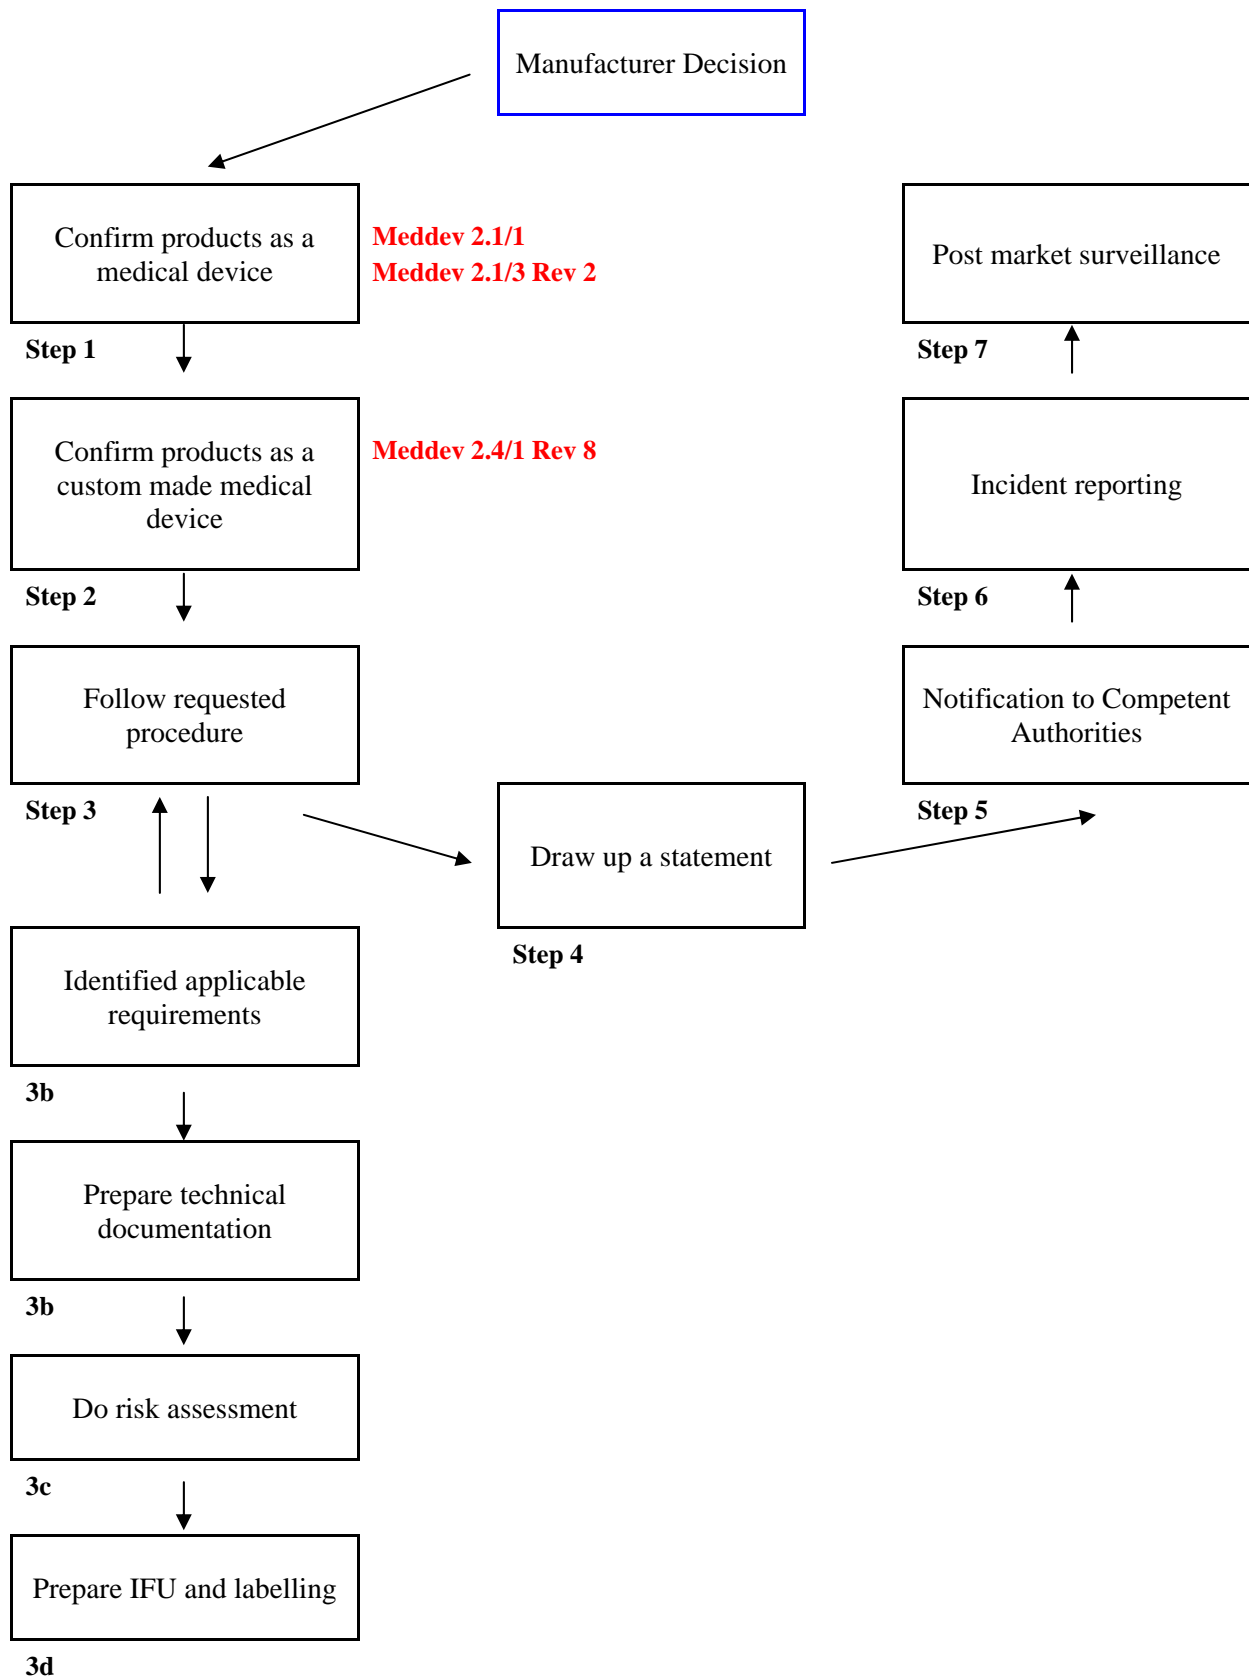 Manufacturer Decision
Confirm products as a
medical device
Meddev 2.1/1
Meddev 2.1/3 Rev 2
Step 1
Confirm products as a
custom made medical
device
Meddev 2.4/1 Rev 8
Step 2
Follow requested
procedure
Step 3
Identified applicable
requirements
3b
Prepare technical
documentation
3b
Do risk assessment
3c
Prepare IFU and labelling
3d
Draw up a statement
Step 4
Notification to Competent
Authorities
Step 5
Incident reporting
Step 6
Post market surveillance
Step 7